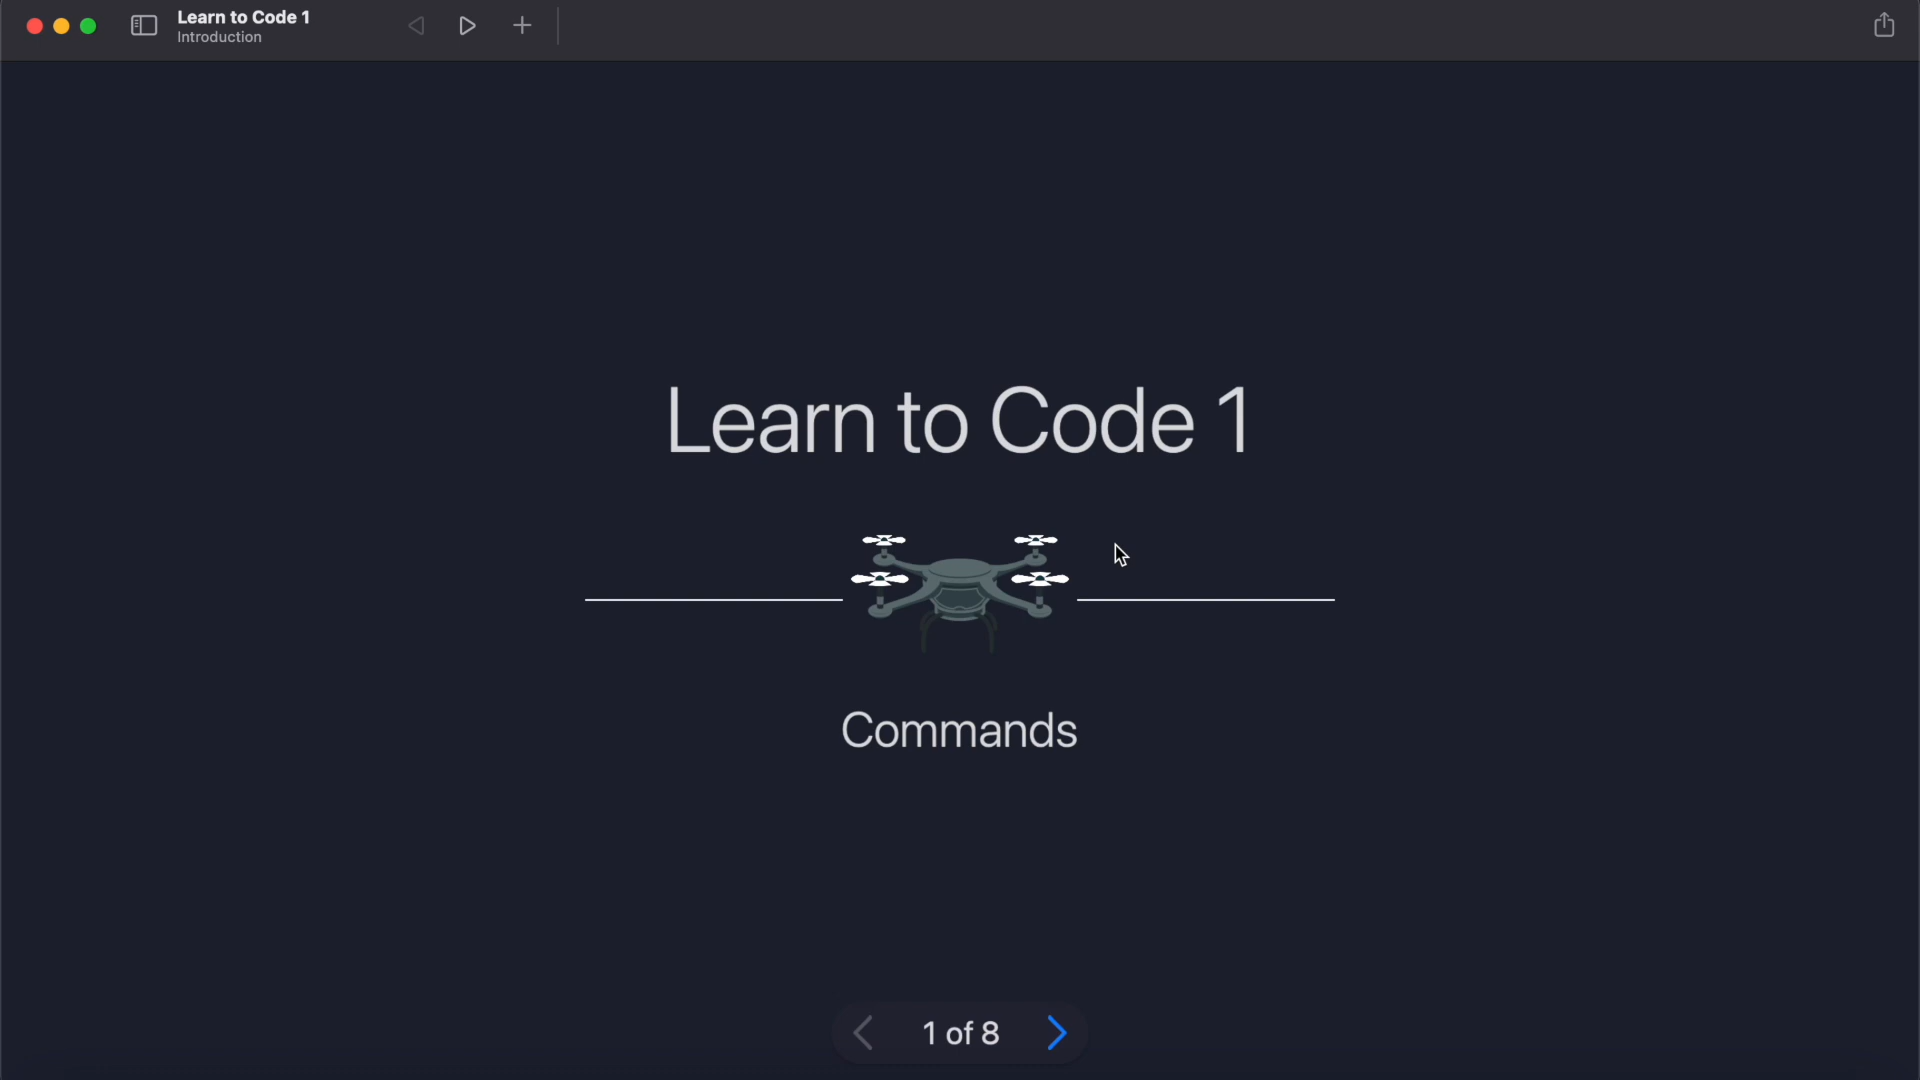 Learn to Code 1
Introduction
Learn to Code 1
Commands
1 of 8